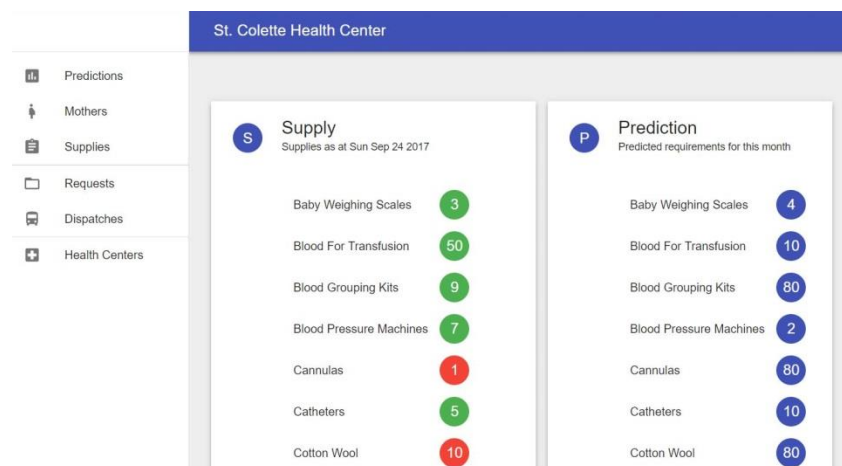 St. Colette Health Center
Predictions
Mothers
Supplies
Requests
Dispatches
Health Centers
S
Supply
Supplies as at Sun Sep 24 2017
Baby Weighing Scales 3
Blood For Transfusion 50
Blood Grouping Kits 9
Blood Pressure Machines 7
Cannulas 1
Catheters 5
Cotton Wool 10
P
Prediction
Predicted requirements for this month
Baby Weighing Scales 4
Blood For Transfusion 10
Blood Grouping Kits 80
Blood Pressure Machines 2
Cannulas 80
Catheters 10
Cotton Wool 80